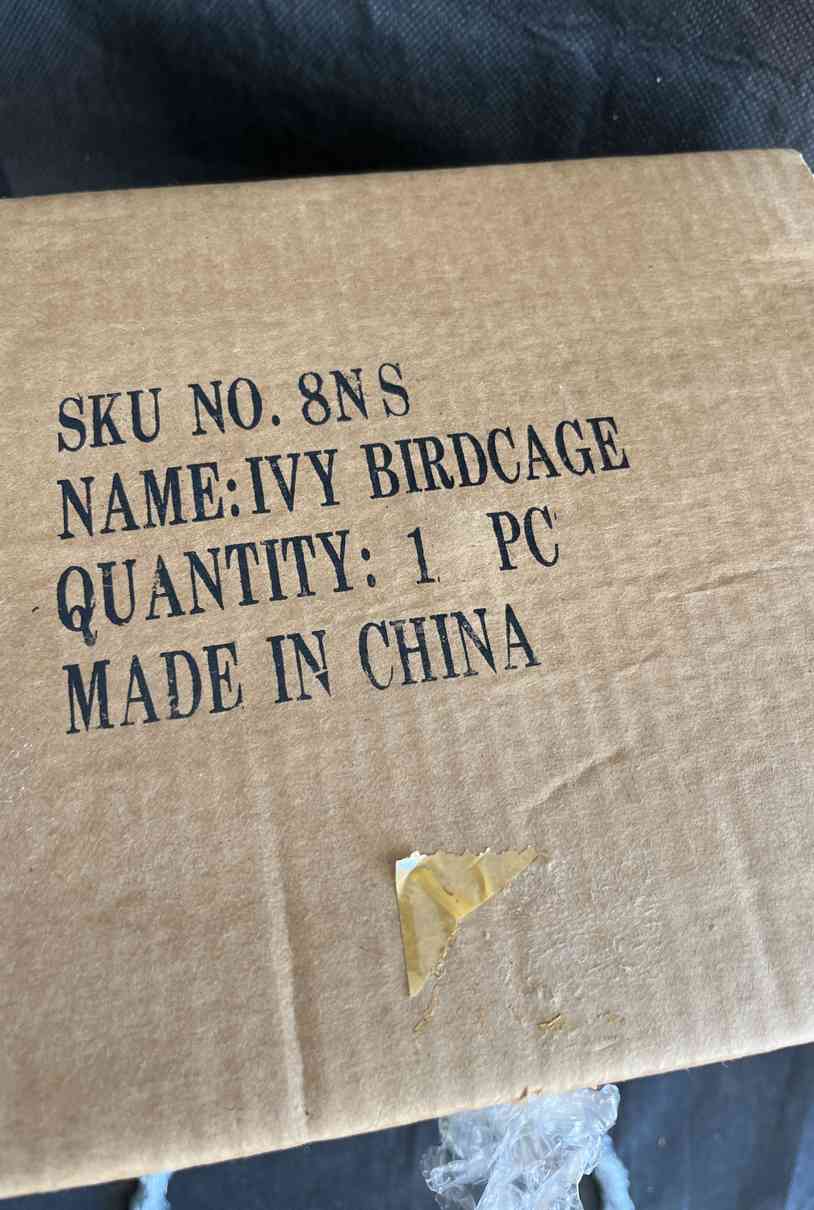 SKU NO. 8NS
NAME:IVY BIRDCAGE
QUANTITY: 1 PC
MADE IN CHINA